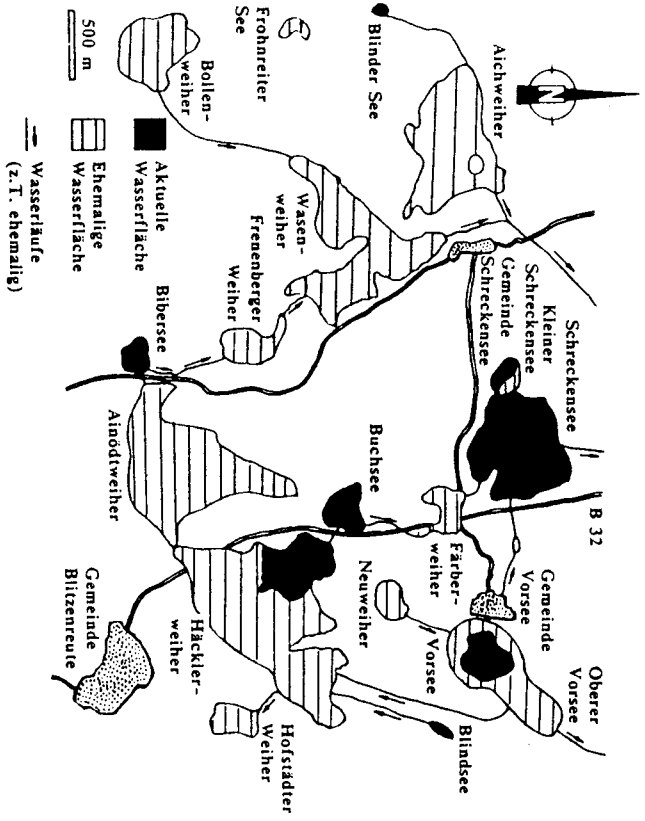 N
Aichweiher
Blinder See
Frohnreiter
See
Bollen-
weiher
500 m
Aktuelle
Wasserfläche
Ehemalige
Wasserfläche
Wasserläufe
(z.T. ehemalig)
Wasen-
weiher
Frenenberger
Weiher
Bibersee
Schreckensee
Kleiner
Schreckensee
Gemeinde
Schreckensee
B 32
Buchsee
Ainödtweiher
Färber-
weiher
Neuweiher
Gemeinde
Vorsee
Vorsee
Oberer
Vorsee
Häckler-
weiher
Gemeinde
Blitzenreute
Hofstädter
Weiher
Blindsee